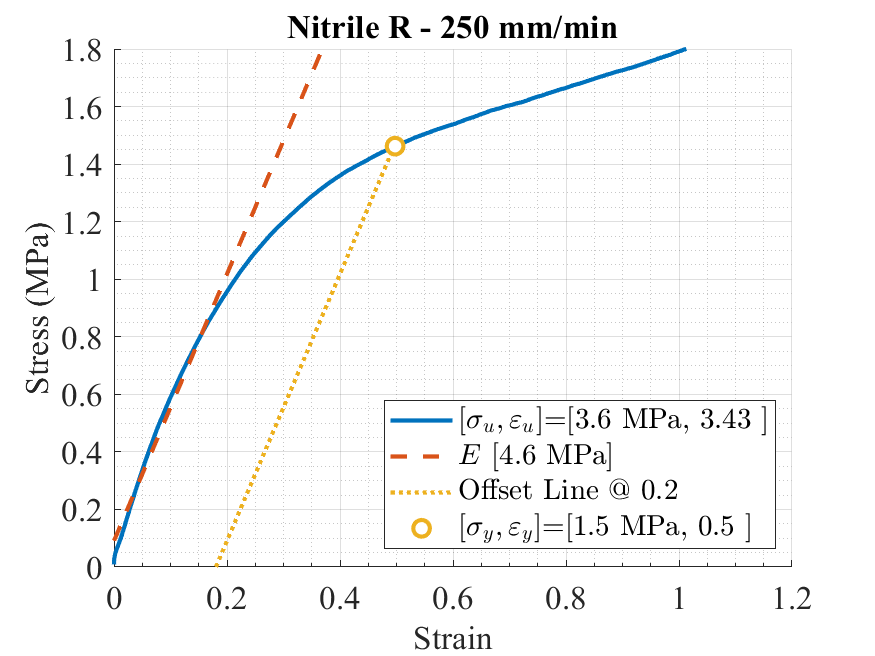 Nitrile R - 250 mm/min
Stress (MPa)
1.8
1.6
1.4
1.2
1
0.8
0.6
0.4
0.2
0
[σu, εu]=[3.6 MPa, 3.43 ]
E [4.6 MPa]
Offset Line @ 0.2
[σy, εy]=[1.5 MPa, 0.5 ]
0 0.2 0.4 0.6 0.8 1 1.2
Strain